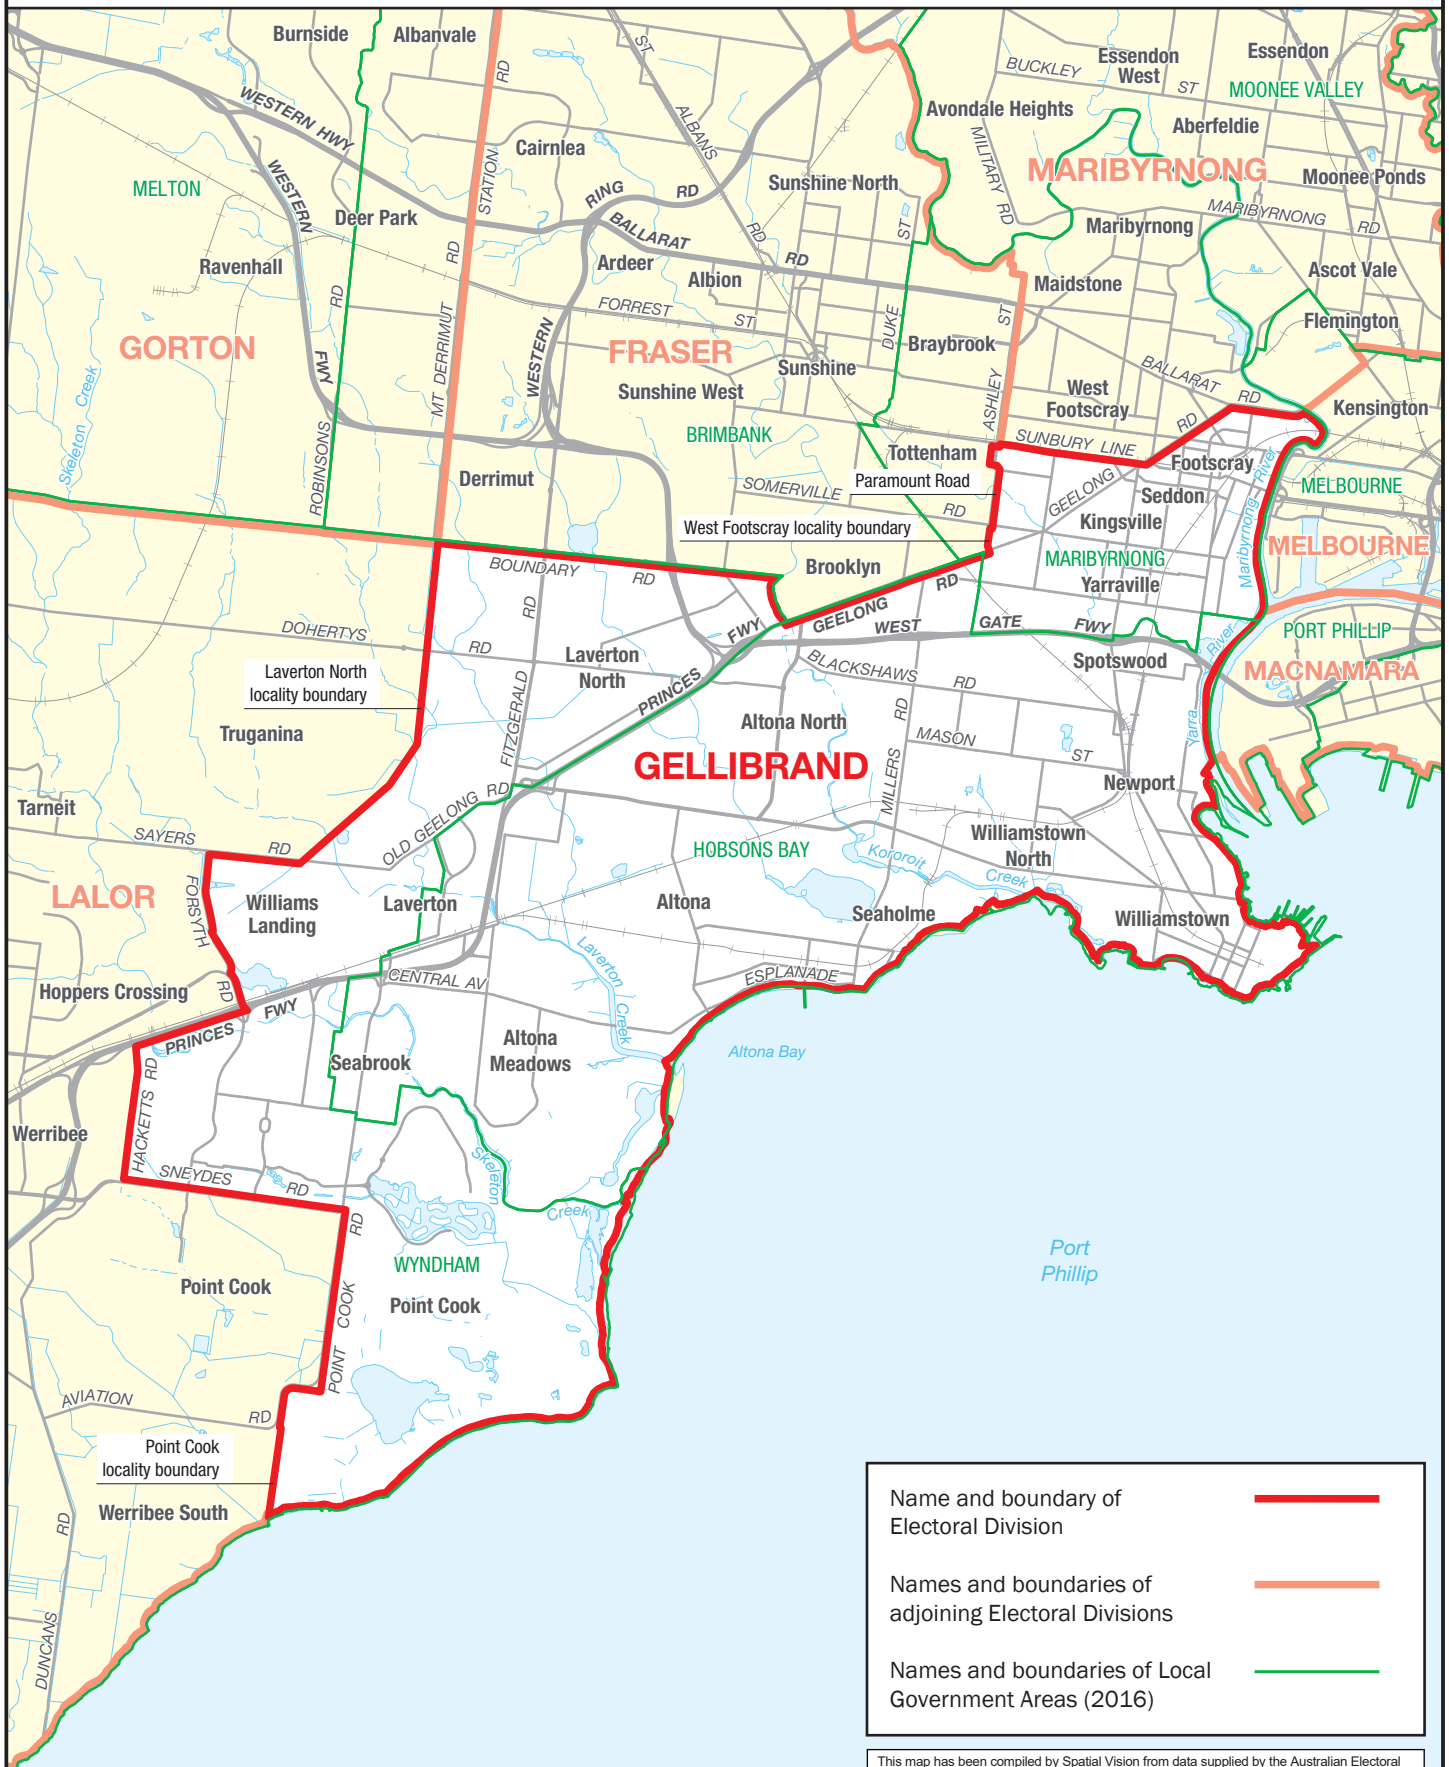 Burnside
Albanvale
ST
ALBANS
RD
Essendon
West
Essendon
BUCKLEY
ST
MOONEE VALLEY
Avondale Heights
Aberfeldie
WESTERN HWY
STATION
RD
Cairnlea
MILITARY RD
MARIBYRNONG
Moonee Ponds
MELTON
WESTERN
FWY
Deer Park
RING
RD
Sunshine North
ST
DUKE
MARIBYRNONG
RD
Maribyrnong
BALLARAT
RD
Ravenhall
RD
ROBINSONS
RD
MT DERRIMUT
Ardeer
Albion
Maidstone
Ascot Vale
FORREST
ST
Flemington
GORTON
FRASER
WESTERN
Sunshine
Braybrook
ST
ASHLEY
BALLARAT
RD
Skeleton Creek
Sunshine West
West
Footscray
Kensington
BRIMBANK
Tottenham
SUNBURY LINE
RD
GEELONG
Footscray
Derrimut
Paramount Road
SOMERVILLE
RD
Seddon
Kingsville
MELBOURNE
Maribyrnong River
West Footscray locality boundary
MELBOURNE
BOUNDARY
RD
Brooklyn
MARIBYRNONG
Yarraville
GEELONG
RD
DOHERTYS
RD
RD
FITZGERALD
FWY
PRINCES
WEST
GATE
FWY
PORT PHILLIP
River
Yarra
Laverton
North
BLACKSHAWS
RD
Spotswood
MACNAMARA
Laverton North
locality boundary
Truganina
Altona North
RD
MILLERS
MASON
ST
GELLIBRAND
Newport
Tarneit
OLD GEELONG RD
SAYERS
RD
HOBSONS BAY
Williamstown
North
Kororoit
Creek
LALOR
FORSYTH
RD
Williams
Landing
Laverton
Altona
Seaholme
Williamstown
Laverton
Creek
Hoppers Crossing
CENTRAL AV
ESPLANADE
PRINCES
FWY
Altona
Meadows
Altona Bay
Seabrook
HACKETTS RD
Werribee
SNEYDES
RD
Skeleton
Creek
RD
COOK
POINT
WYNDHAM
Port
Phillip
Point Cook
Point Cook
AVIATION
RD
Point Cook
locality boundary
Werribee South
RD
DUNCANS
Name and boundary of
Electoral Division
Names and boundaries of
adjoining Electoral Divisions
Names and boundaries of Local
Government Areas (2016)
This map has been compiled by Spatial Vision from data supplied by the Australian Electoral